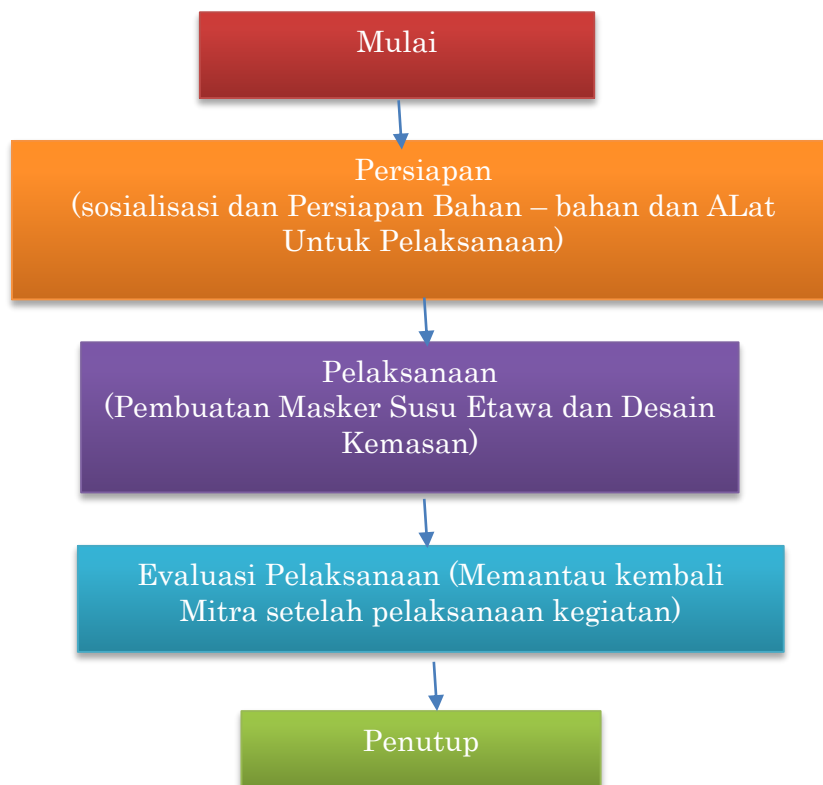 Mulai
Persiapan
(sosialisasi dan Persiapan Bahan – bahan dan ALat
Untuk Pelaksanaan)
Pelaksanaan
(Pembuatan Masker Susu Etawa dan Desain
Kemasan)
Evaluasi Pelaksanaan (Memantau kembali
Mitra setelah pelaksanaan kegiatan)
Penutup